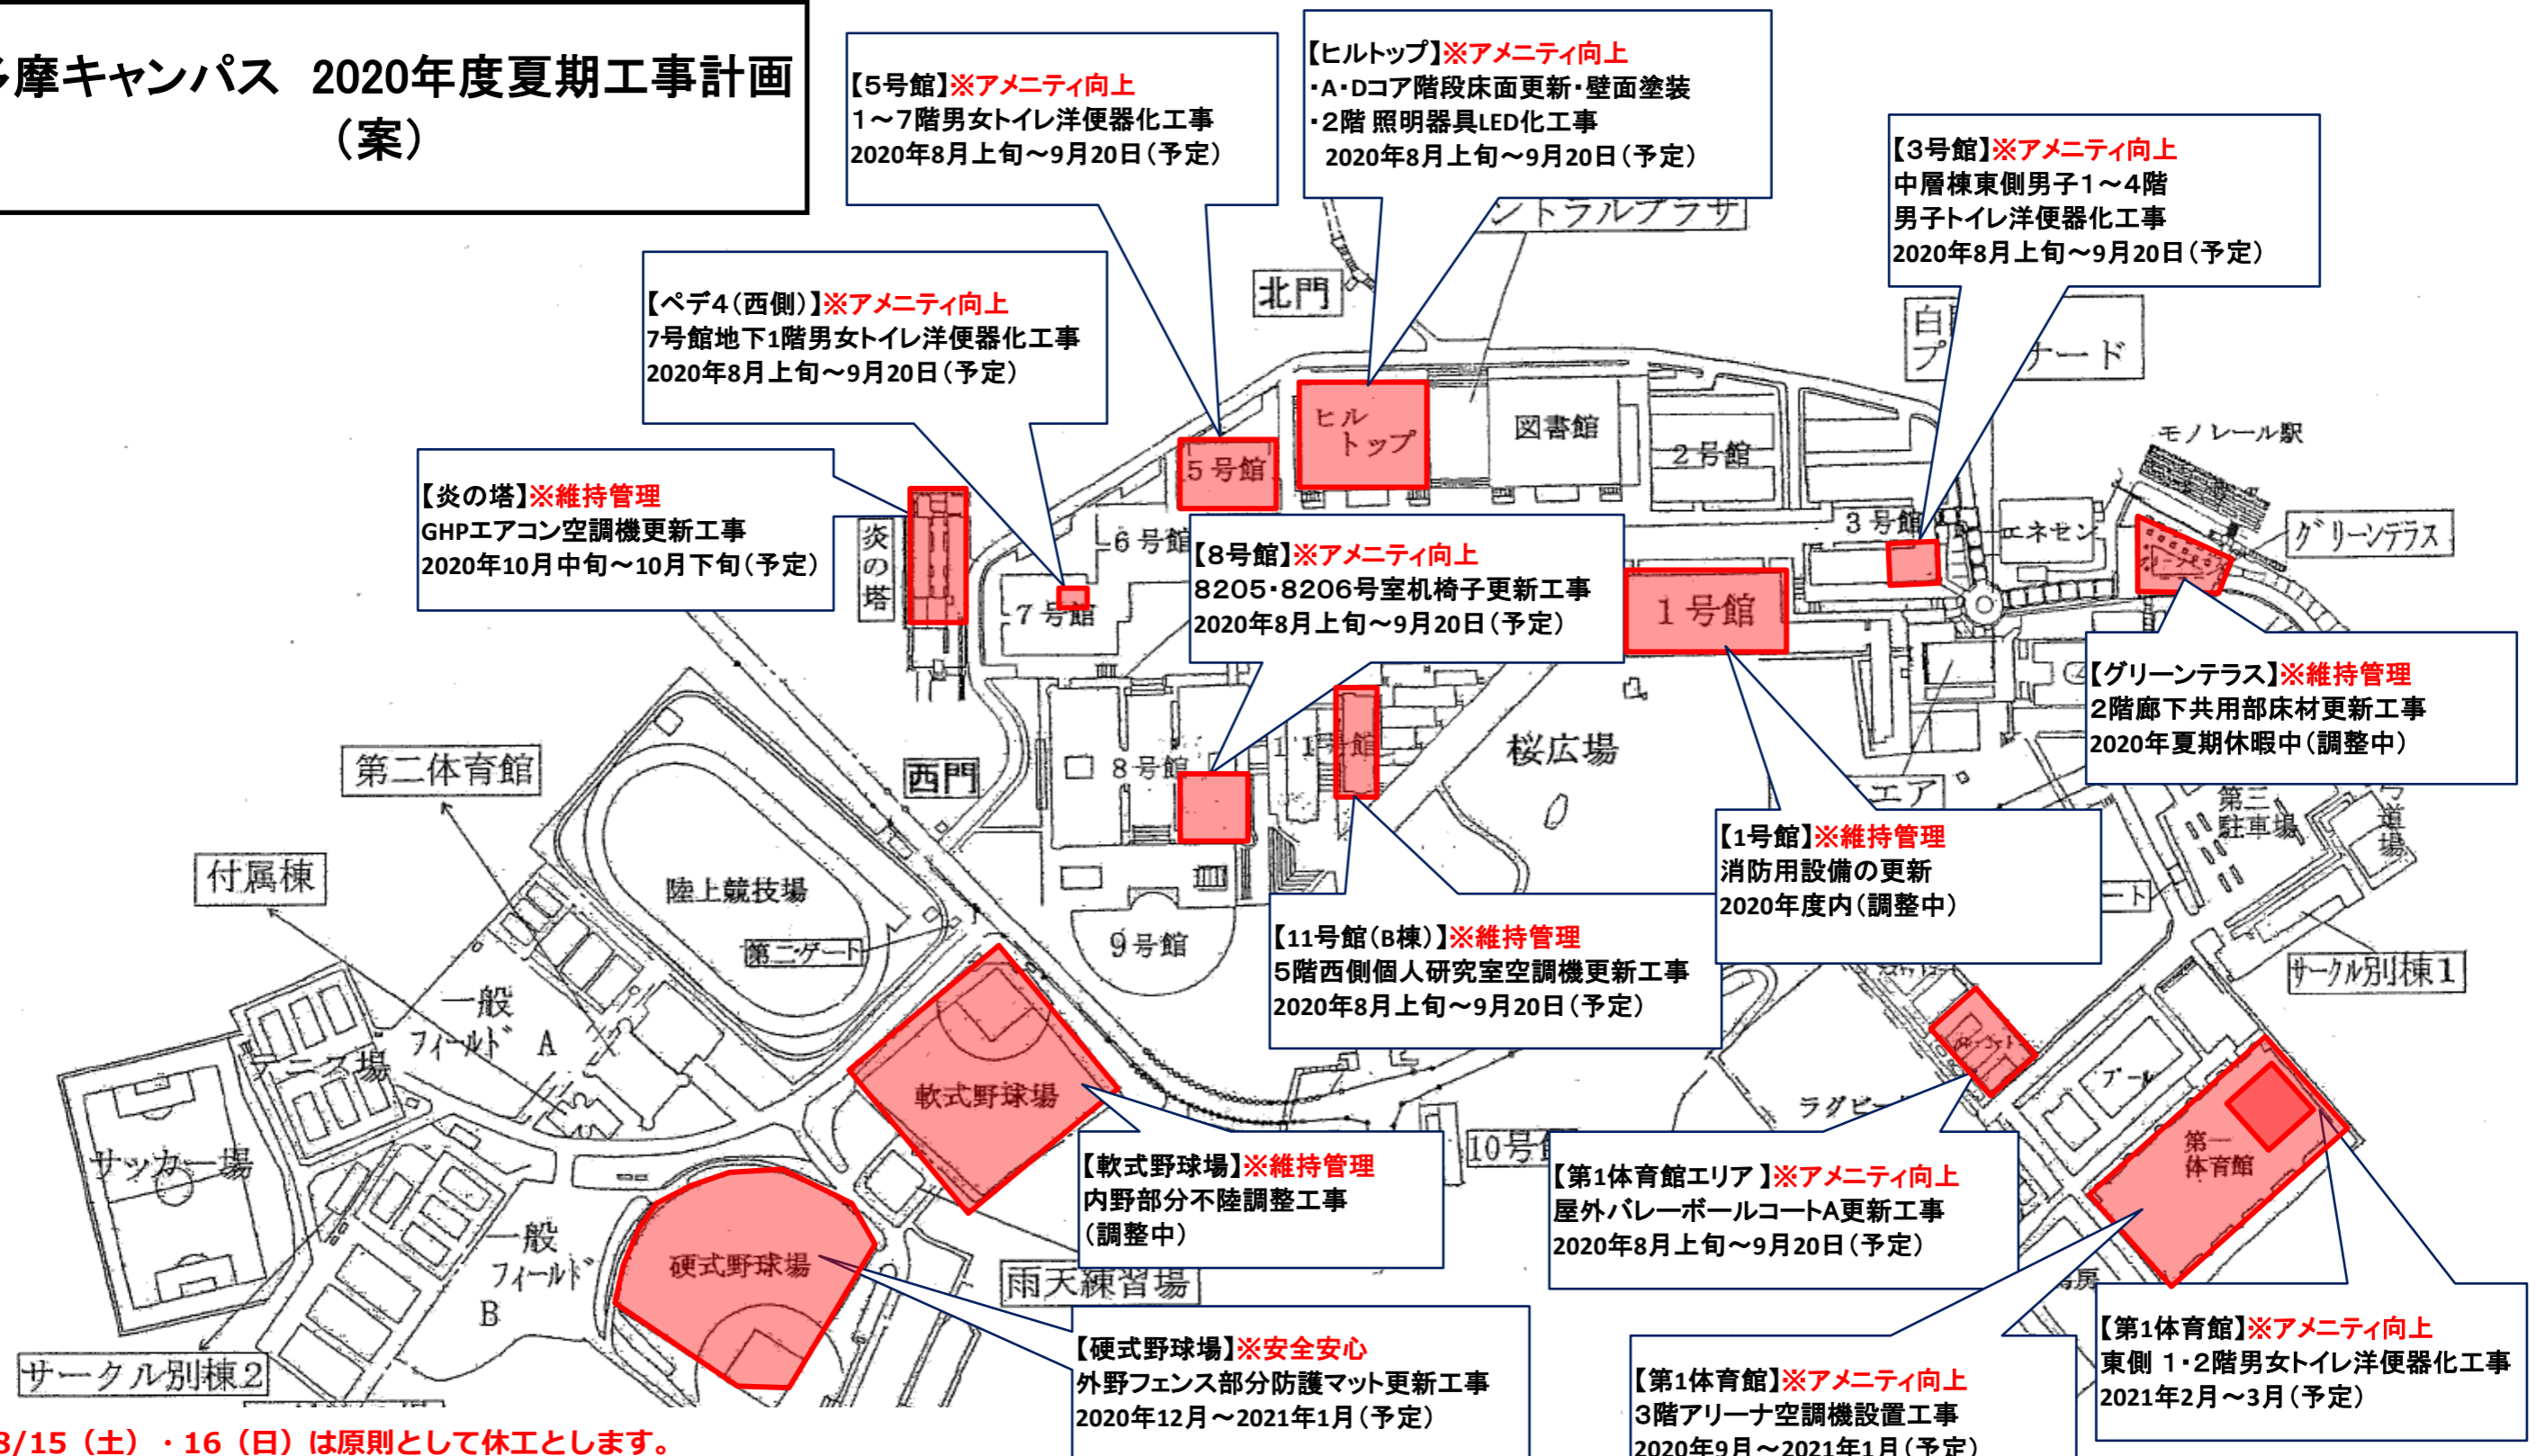 摩キャンパス 2020年度夏期工事計画
（案）
【5号館】※アメニティ向上
1～7階男女トイレ洋便器化工事
2020年8月上旬～9月20日（予定）
【ヒルトップ】※アメニティ向上
・A・Dコア階段床面更新・壁面塗装
・2階 照明器具LED化工事
2020年8月上旬～9月20日（予定）
【3号館】※アメニティ向上
中層棟東側男子1～4階
男子トイレ洋便器化工事
2020年8月上旬～9月20日（予定）
ントラルプラザ
北門
【ペデ4（西側）】※アメニティ向上
7号館地下1階男女トイレ洋便器化工事
2020年8月上旬～9月20日（予定）
白
プ
ナード
ヒル
トップ
図書館
2号館
モノレール駅
5号館
【炎の塔】※維持管理
GHPエアコン空調機更新工事
2020年10月中旬～10月下旬（予定）
炎の塔
6号館
7号館
【8号館】※アメニティ向上
8205・8206号室机椅子更新工事
2020年8月上旬～9月20日（予定）
3号館
エネセン
グリーンテラス
1号館
【グリーンテラス】※維持管理
2階廊下共用部床材更新工事
2020年夏期休暇中（調整中）
第二体育館
西門
8号館
11号館
桜広場
エア
第三
駐車場
弓道場
付属棟
陸上競技場
第二ゲート
9号館
【1号館】※維持管理
消防用設備の更新
2020年度内（調整中）
ート
【11号館（B棟）】※維持管理
5階西側個人研究室空調機更新工事
2020年8月上旬～9月20日（予定）
サークル別棟1
一般
フィールド A
テニス場
軟式野球場
プール
ラグビー
サッカー場
【軟式野球場】※維持管理
内野部分不陸調整工事
（調整中）
10号
【第1体育館エリア 】※アメニティ向上
屋外バレーボールコートA更新工事
2020年8月上旬～9月20日（予定）
第一
体育館
一般
フィールド
B
硬式野球場
雨天練習場
房
サークル別棟2
【硬式野球場】※安全安心
外野フェンス部分防護マット更新工事
2020年12月～2021年1月（予定）
【第1体育館】※アメニティ向上
3階アリーナ空調機設置工事
2020年9月～2021年1月（予定）
【第1体育館】※アメニティ向上
東側 1・2階男女トイレ洋便器化工事
2021年2月～3月（予定）
8/15（土）・16（日）は原則として休工とします。